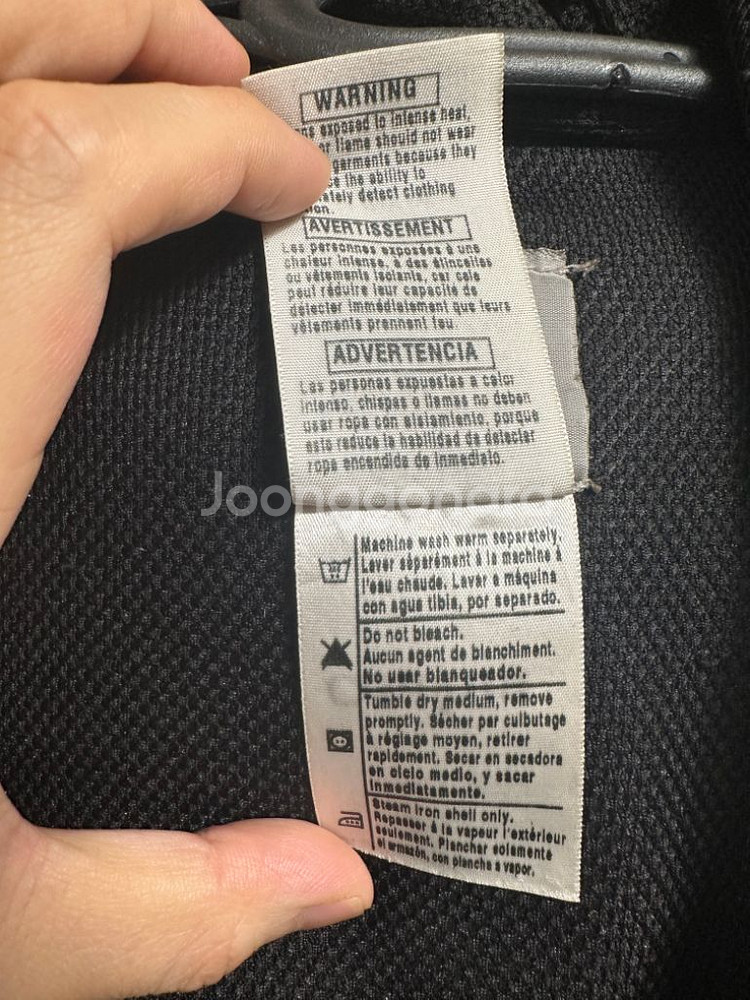 WARNING
exposed to intense heat,
or flame should not wear
garments because they
the ability to
detect clothing
AVERTISSEMENT
Les personnes exposées à une
chaleur intense, à des étincelles
ou vêtements isolants, car cela
peut réduire leur capacité de
détecter immédiatement que leurs
vêtements prennent feu.
ADVERTENCIA
Las personas expuestas a calor
intenso, chispas o llamas no deben
usar ropa con aislamiento, porque
esto reduce la habilidad de detectar
ropa encendida de inmediato.
Joonggonara
Machine wash warm separately.
Laver séparément à la machine à
l'eau chaude. Lavar a máquina
con agua tibia, por separado.
Do not bleach.
Aucun agent de blanchiment.
No usar blanqueador.
Tumble dry medium, remove
promptly. Sécher par culbutage
à réglage moyen, retirer
rapidement. Secar en secadora
en ciclo medio, y sacar
inmediatamente.
Steam iron shell only.
Repasser à la vapeur l'extérieur
seulement. Planchar solamente
el armazón, con plancha a vapor.